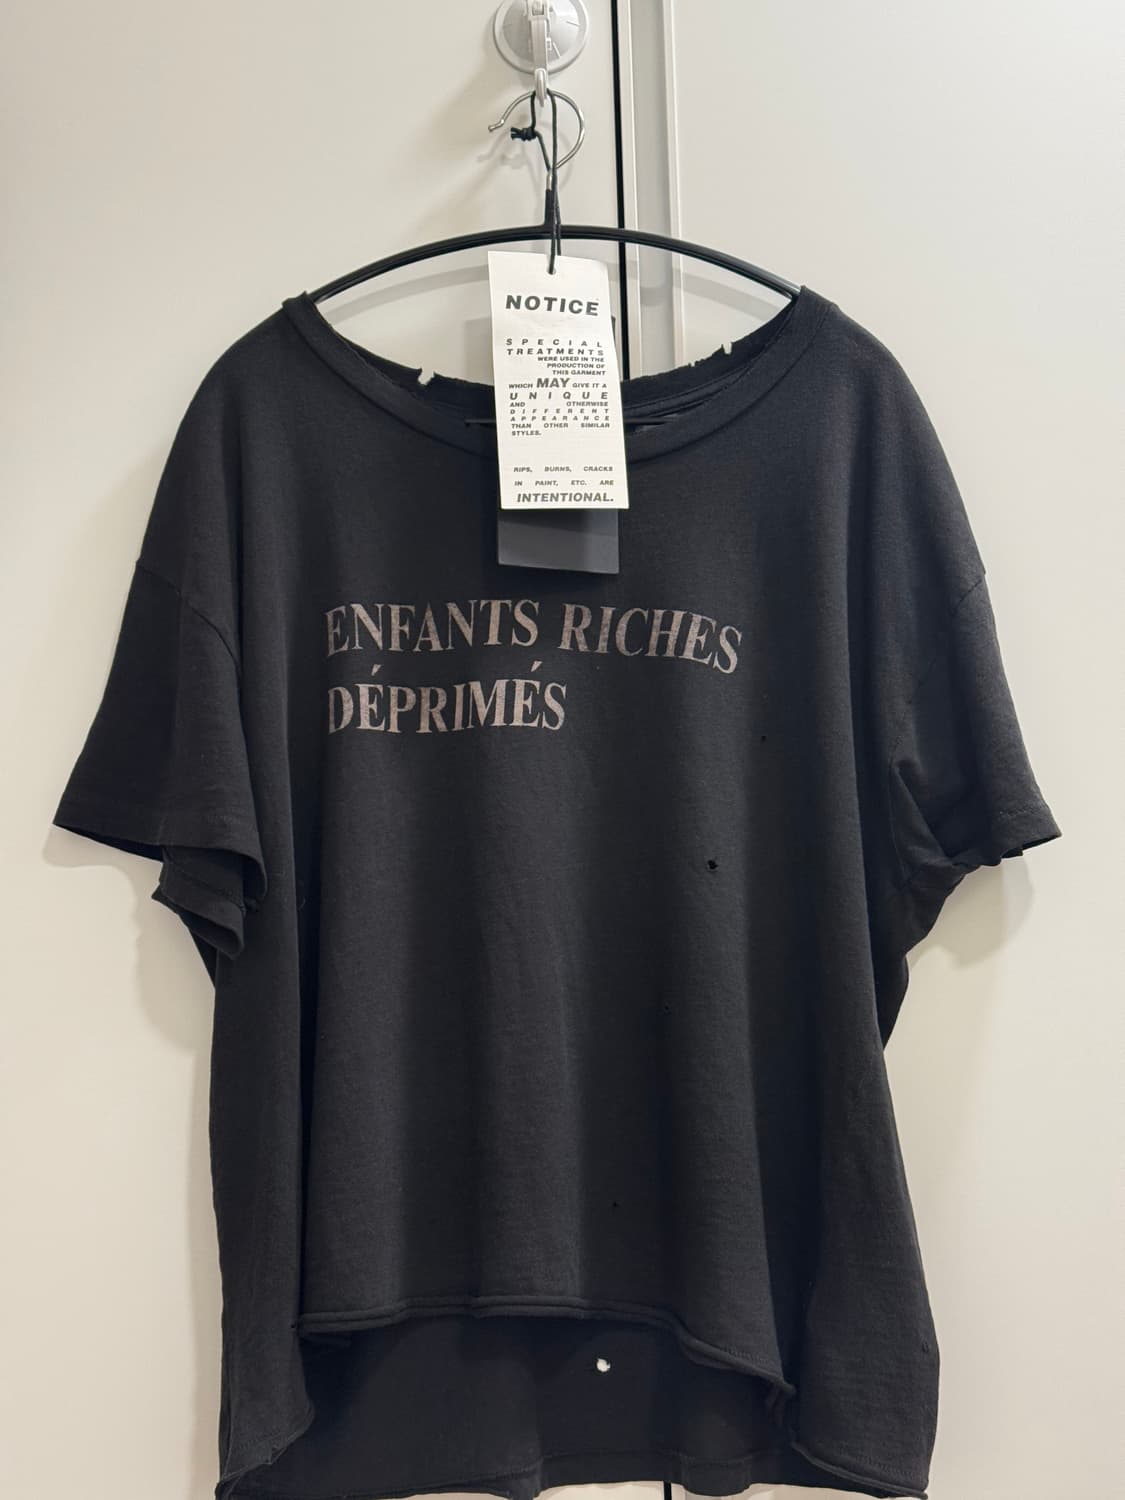 NOTICE
SPECIAL
TREATMENTS
WERE USED IN THE
PRODUCTION OF
THIS GARMENT
WHICH MAY GIVE IT A
UNIQUE
AND OTHERWISE
DIFFERENT
APPEARANCE
THAN OTHER SIMILAR
STYLES.
RIPS, BURNS, CRACKS
IN PAINT, ETC. ARE
INTENTIONAL.
ENFANTS RICHES
DÉPRIMÉS